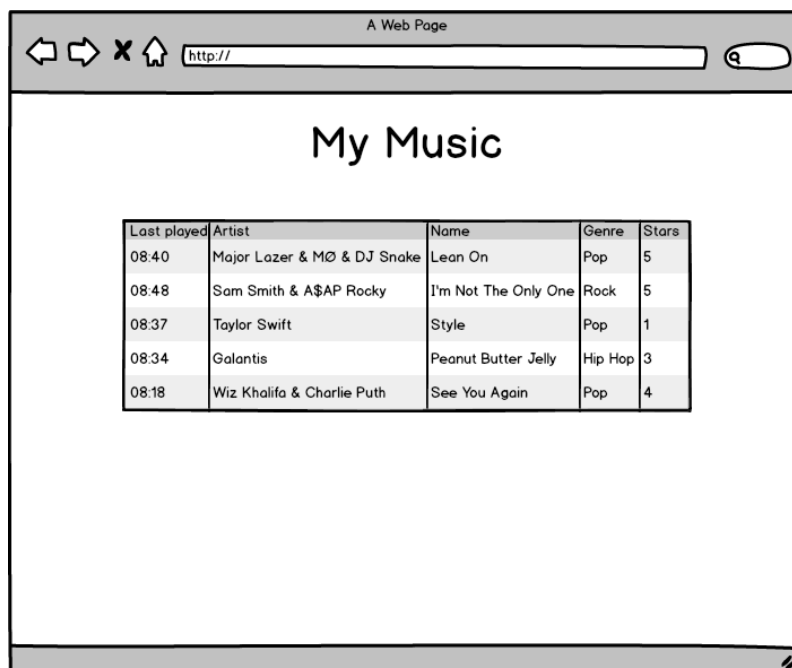 A Web Page
http://
My Music
Last played Artist Name Genre Stars
08:40 Major Lazer & MØ & DJ Snake Lean On Pop 5
08:48 Sam Smith & A$AP Rocky I'm Not The Only One Rock 5
08:37 Taylor Swift Style Pop 1
08:34 Galantis Peanut Butter Jelly Hip Hop 3
08:18 Wiz Khalifa & Charlie Puth See You Again Pop 4